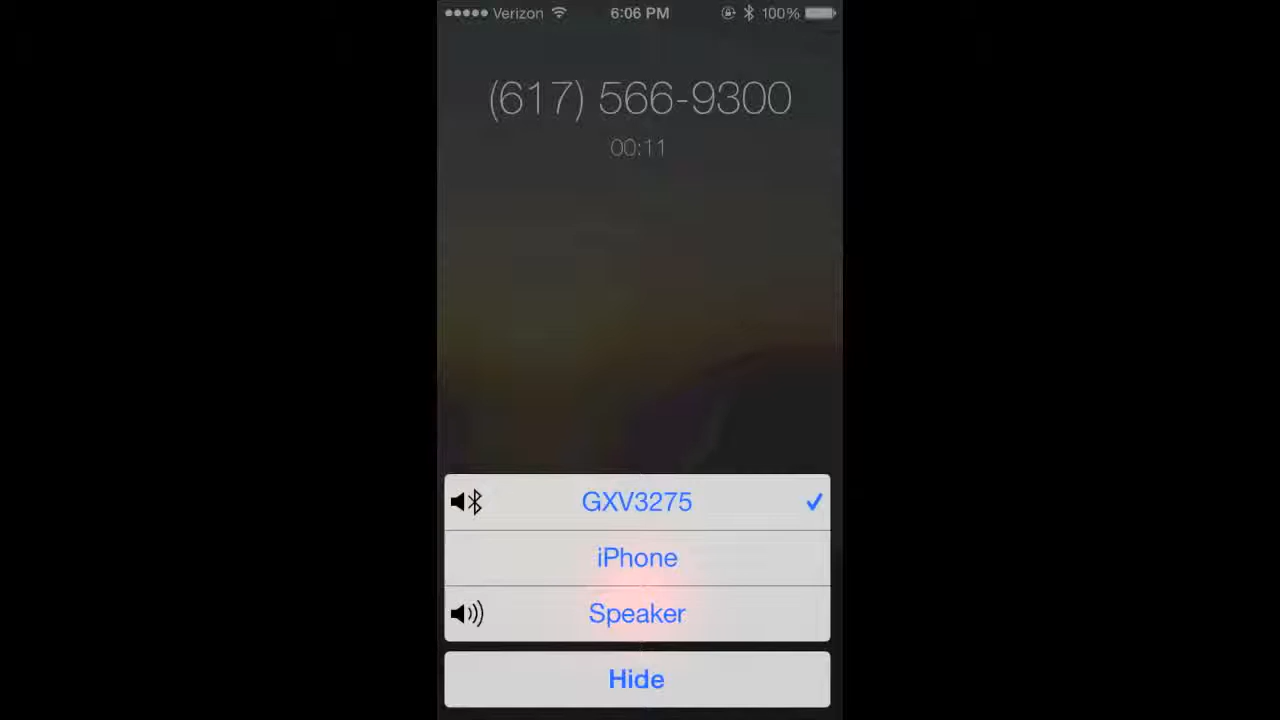 Verizon 6:06 PM 100%
(617) 566-9300
00:11
GXV3275
iPhone
Speaker
Hide